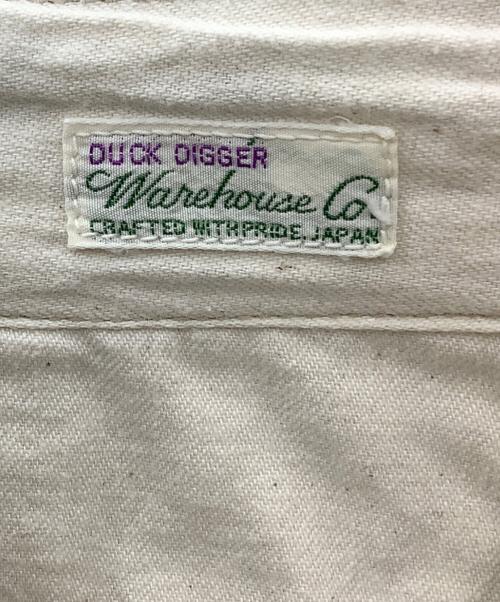 DUCK DIGGER
Warehouse Co.
CRAFTED WITH PRIDE. JAPAN